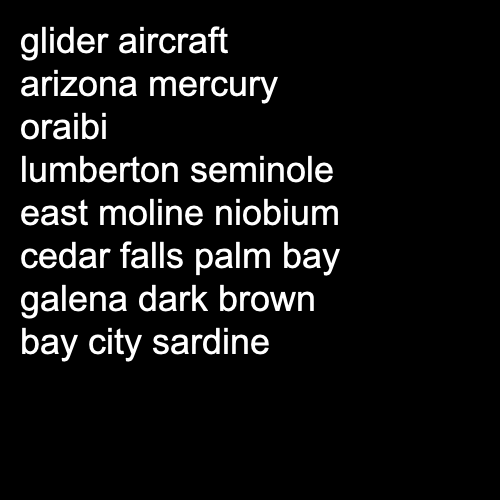 glider aircraft
arizona mercury
oraibi
lumberton seminole
east moline niobium
cedar falls palm bay
galena dark brown
bay city sardine